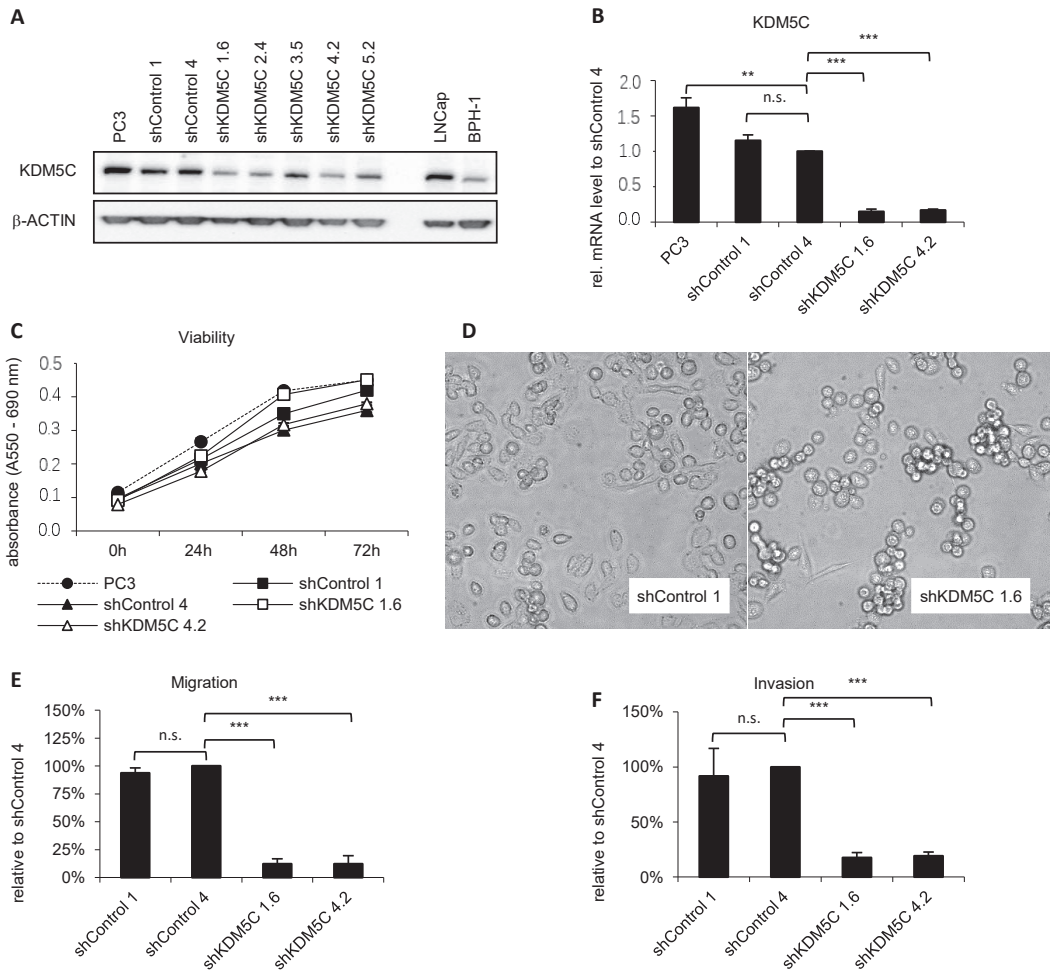 A
PC3
shControl 1
shControl 4
shKDM5C 1.6
shKDM5C 2.4
shKDM5C 3.5
shKDM5C 4.2
shKDM5C 5.2
LNCap
BPH-1
KDM5C
β-ACTIN
B
KDM5C
***
***
**
n.s.
rel. mRNA level to shControl 4
2.0
1.5
1.0
0.5
0.0
PC3
shControl 1
shControl 4
shKDM5C 1.6
shKDM5C 4.2
C
Viability
absorbance (A550 - 690 nm)
0.5
0.4
0.3
0.2
0.1
0.0
0h 24h 48h 72h
PC3 shControl 1
shControl 4 shKDM5C 1.6
shKDM5C 4.2
D
shControl 1
shKDM5C 1.6
E
Migration
***
***
n.s.
relative to shControl 4
150%
125%
100%
75%
50%
25%
0%
shControl 1
shControl 4
shKDM5C 1.6
shKDM5C 4.2
F
Invasion
***
***
n.s.
relative to shControl 4
150%
100%
50%
0%
shControl 1
shControl 4
shKDM5C 1.6
shKDM5C 4.2